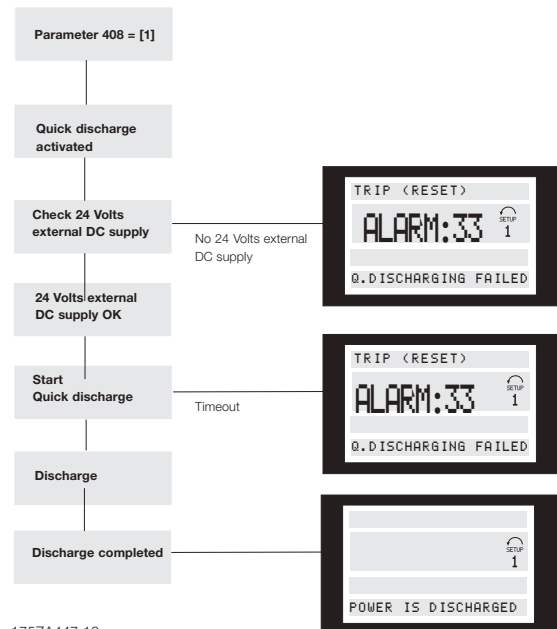 Parameter 408 = [1]
Quick discharge
activated
Check 24 Volts
external DC supply
No 24 Volts external
DC supply
TRIP (RESET)
ALARM:33
SETUP
1
Q.DISCHARGING FAILED
24 Volts external
DC supply OK
Start
Quick discharge
Timeout
TRIP (RESET)
ALARM:33
SETUP
1
Q.DISCHARGING FAILED
Discharge
Discharge completed
SETUP
1
POWER IS DISCHARGED